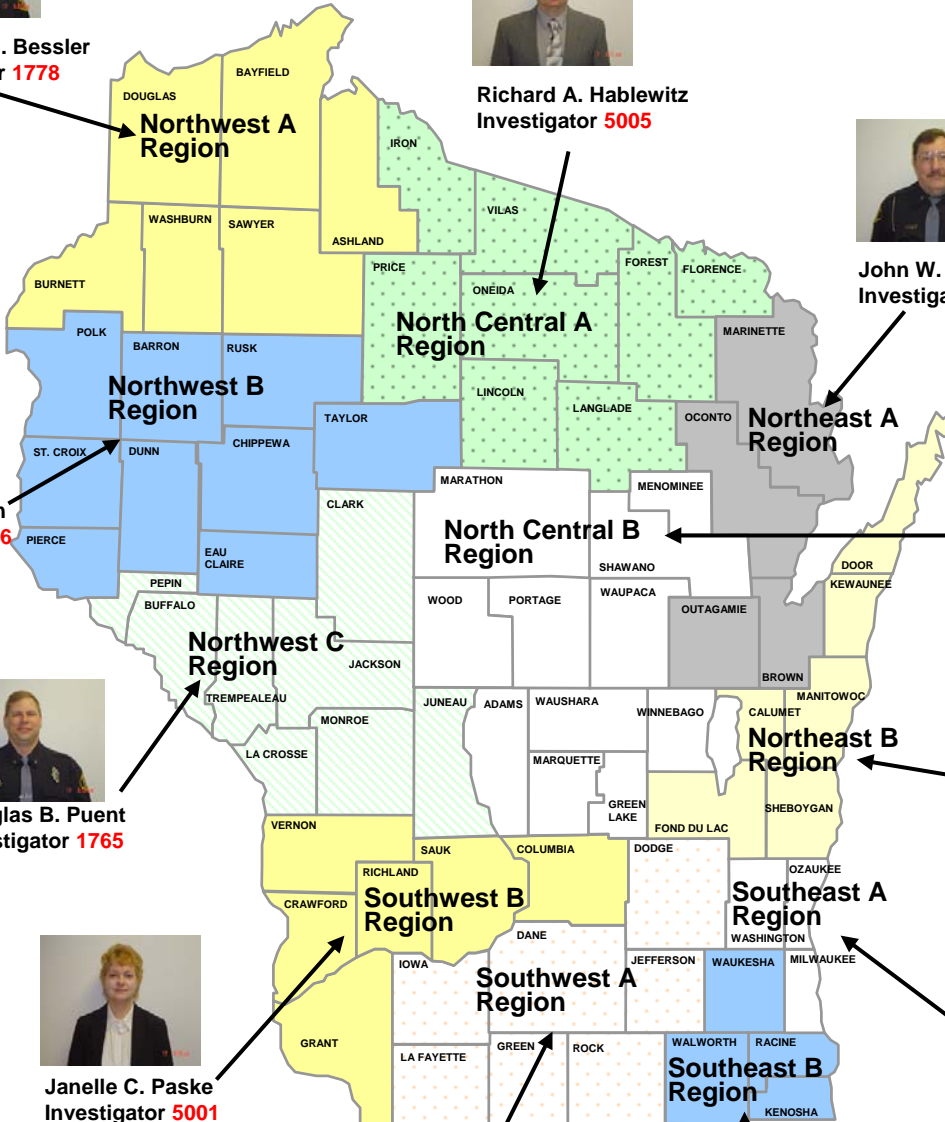 . Bessler
r 1778
Richard A. Hablewitz
Investigator 5005
John W.
Investiga
BAYFIELD
DOUGLAS
Northwest A
Region
IRON
VILAS
WASHBURN
SAWYER
ASHLAND
BURNETT
PRICE
FOREST
FLORENCE
ONEIDA
North Central A
Region
MARINETTE
POLK
BARRON
RUSK
Northwest B
Region
LINCOLN
LANGLADE
TAYLOR
OCONTO
Northeast A
Region
ST. CROIX
DUNN
CHIPPEWA
n
6
MARATHON
MENOMINEE
CLARK
North Central B
Region
PIERCE
EAU
CLAIRE
SHAWANO
DOOR
PEPIN
KEWAUNEE
BUFFALO
WOOD
PORTAGE
WAUPACA
OUTAGAMIE
Northwest C
Region
JACKSON
BROWN
TREMPEALEAU
MONROE
JUNEAU
ADAMS
WAUSHARA
WINNEBAGO
CALUMET
MANITOWOC
LA CROSSE
Northeast B
Region
MARQUETTE
GREEN
LAKE
SHEBOYGAN
glas B. Puent
stigator 1765
VERNON
FOND DU LAC
SAUK
COLUMBIA
DODGE
RICHLAND
OZAUKEE
CRAWFORD
Southwest B
Region
Southeast A
Region
DANE
WASHINGTON
IOWA
JEFFERSON
WAUKESHA
MILWAUKEE
Southwest A
Region
GRANT
LA FAYETTE
GREEN
ROCK
WALWORTH
RACINE
Southeast B
Region
KENOSHA
Janelle C. Paske
Investigator 5001